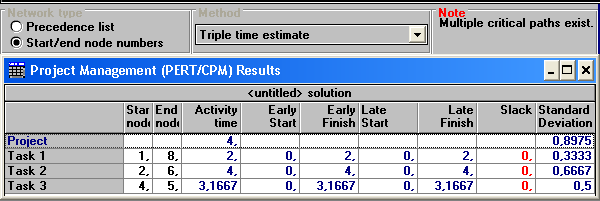 Network type
Precedence list
Start/end node numbers
Method
Triple time estimate
Note
Multiple critical paths exist.
Project Management (PERT/CPM) Results
<untitled> solution
Star node End node Activity time Early Start Early Finish Late Start Late Finish Slack Standard Deviation
Project 4, 0,8975
Task 1 1, 8, 2, 0, 2, 0, 2, 0, 0,3333
Task 2 2, 6, 4, 0, 4, 0, 4, 0, 0,6667
Task 3 4, 5, 3,1667 0, 3,1667 0, 3,1667 0, 0,5